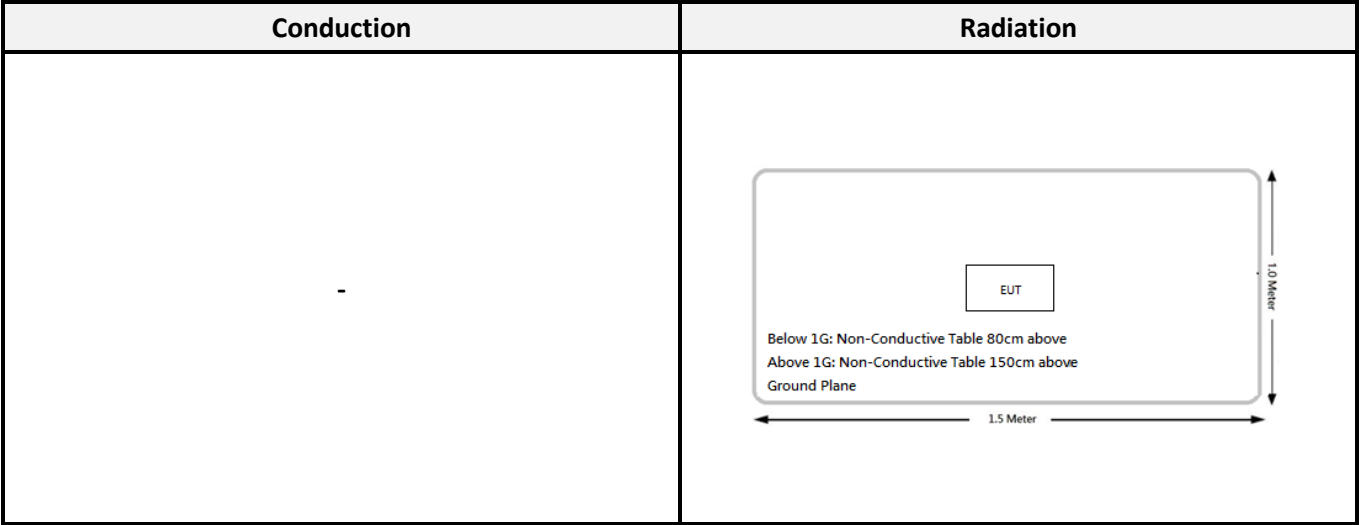 Conduction
Radiation
-
EUT
1.0 Meter
Below 1G: Non-Conductive Table 80cm above
Above 1G: Non-Conductive Table 150cm above
Ground Plane
1.5 Meter